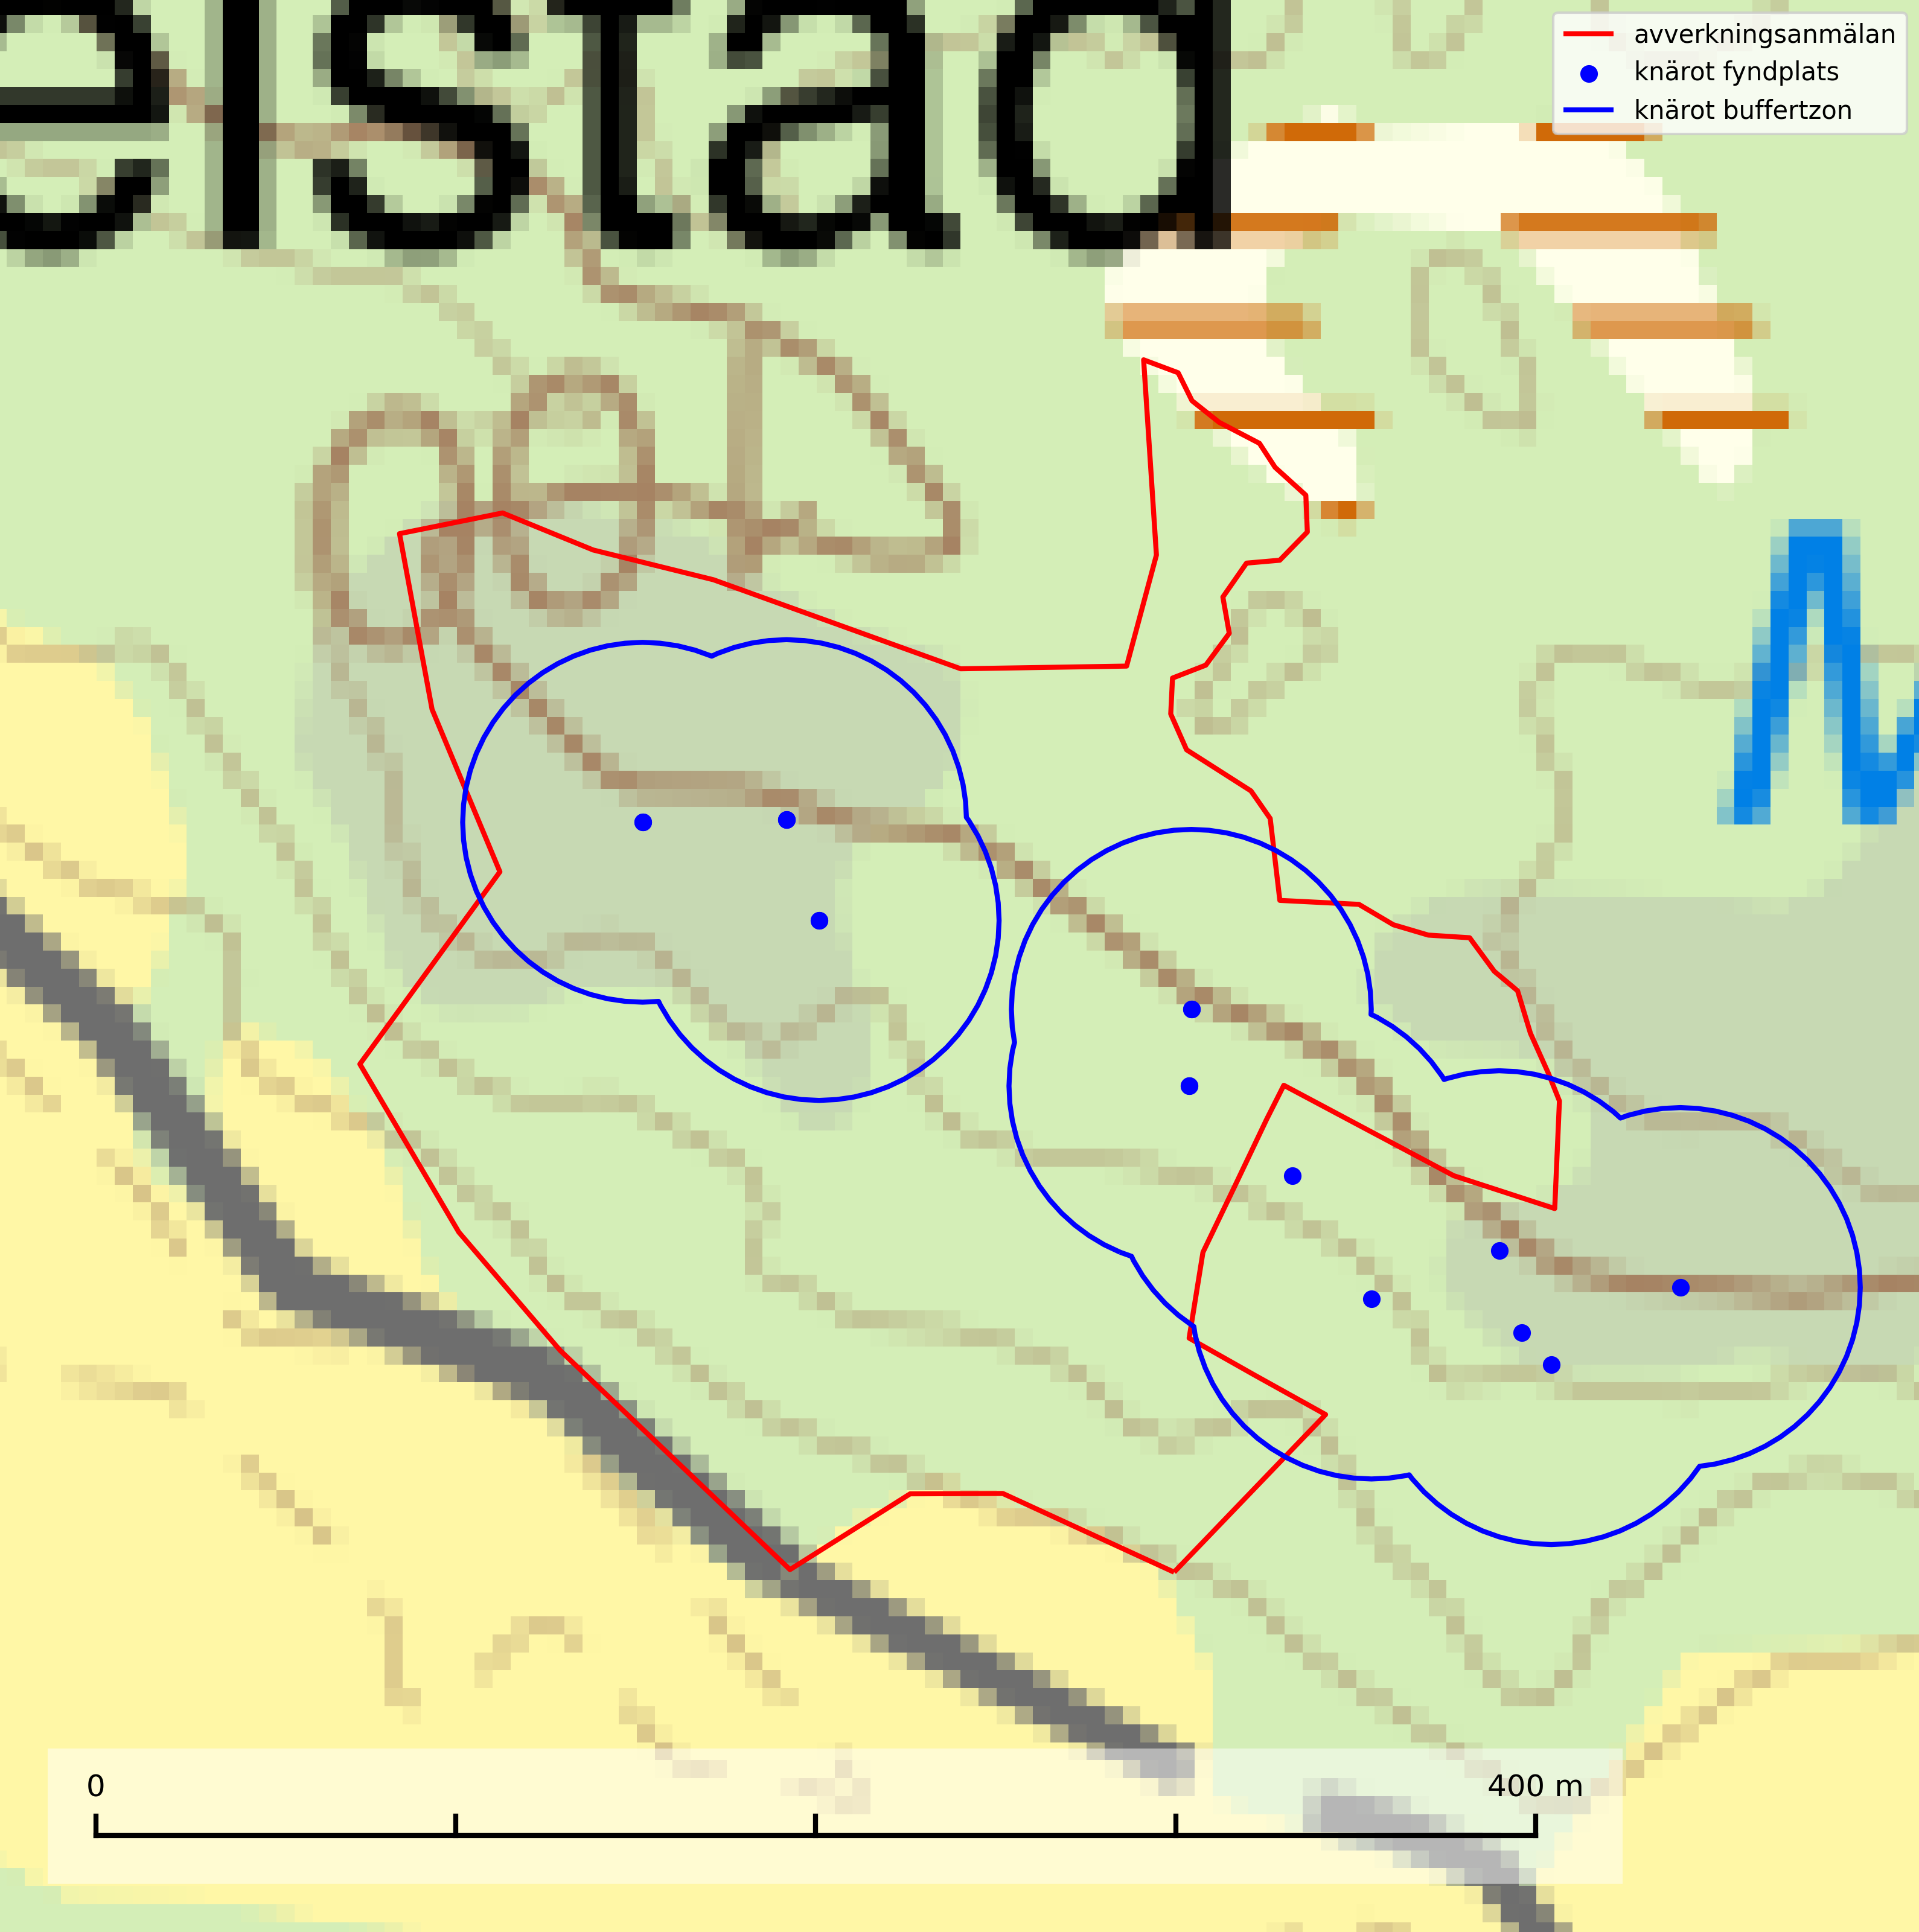 elstad
avverkningsanmälan
knärot fyndplats
knärot buffertzon
0
400 m